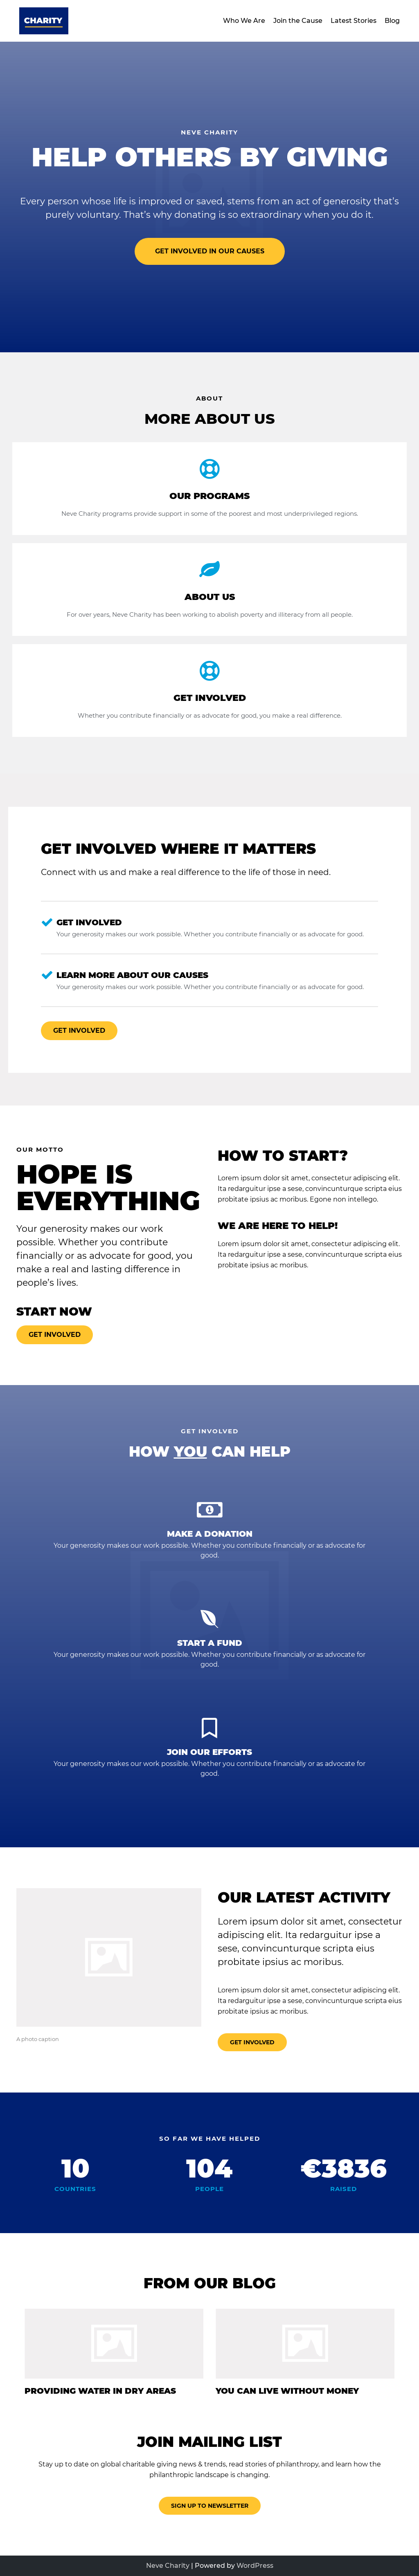 CHARITY
Who We Are
Join the Cause
Latest Stories
Blog
NEVE CHARITY
HELP OTHERS BY GIVING
Every person whose life is improved or saved, stems from an act of generosity that's
purely voluntary. That's why donating is so extraordinary when you do it.
GET INVOLVED IN OUR CAUSES
ABOUT
MORE ABOUT US
OUR PROGRAMS
Neve Charity programs provide support in some of the poorest and most underprivileged regions.
ABOUT US
For over years, Neve Charity has been working to abolish poverty and illiteracy from all people.
GET INVOLVED
Whether you contribute financially or as advocate for good, you make a real difference.
GET INVOLVED WHERE IT MATTERS
Connect with us and make a real difference to the life of those in need.
GET INVOLVED
Your generosity makes our work possible. Whether you contribute financially or as advocate for good.
LEARN MORE ABOUT OUR CAUSES
Your generosity makes our work possible. Whether you contribute financially or as advocate for good.
GET INVOLVED
OUR MOTTO
HOPE IS
EVERYTHING
Your generosity makes our work
possible. Whether you contribute
financially or as advocate for good, you
make a real and lasting difference in
people's lives.
START NOW
GET INVOLVED
HOW TO START?
Lorem ipsum dolor sit amet, consectetur adipiscing elit.
Ita redarguitur ipse a sese, convincunturque scripta eius
probitate ipsius ac moribus. Egone non intellego.
WE ARE HERE TO HELP!
Lorem ipsum dolor sit amet, consectetur adipiscing elit.
Ita redarguitur ipse a sese, convincunturque scripta eius
probitate ipsius ac moribus.
GET INVOLVED
HOW YOU CAN HELP
MAKE A DONATION
Your generosity makes our work possible. Whether you contribute financially or as advocate for
good.
START A FUND
Your generosity makes our work possible. Whether you contribute financially or as advocate for
good.
JOIN OUR EFFORTS
Your generosity makes our work possible. Whether you contribute financially or as advocate for
good.
A photo caption
OUR LATEST ACTIVITY
Lorem ipsum dolor sit amet, consectetur
adipiscing elit. Ita redarguitur ipse a
sese, convincunturque scripta eius
probitate ipsius ac moribus.
Lorem ipsum dolor sit amet, consectetur adipiscing elit.
Ita redarguitur ipse a sese, convincunturque scripta eius
probitate ipsius ac moribus.
GET INVOLVED
SO FAR WE HAVE HELPED
10
COUNTRIES
104
PEOPLE
€3836
RAISED
FROM OUR BLOG
PROVIDING WATER IN DRY AREAS
YOU CAN LIVE WITHOUT MONEY
JOIN MAILING LIST
Stay up to date on global charitable giving news & trends, read stories of philanthropy, and learn how the
philanthropic landscape is changing.
SIGN UP TO NEWSLETTER
Neve Charity | Powered by WordPress